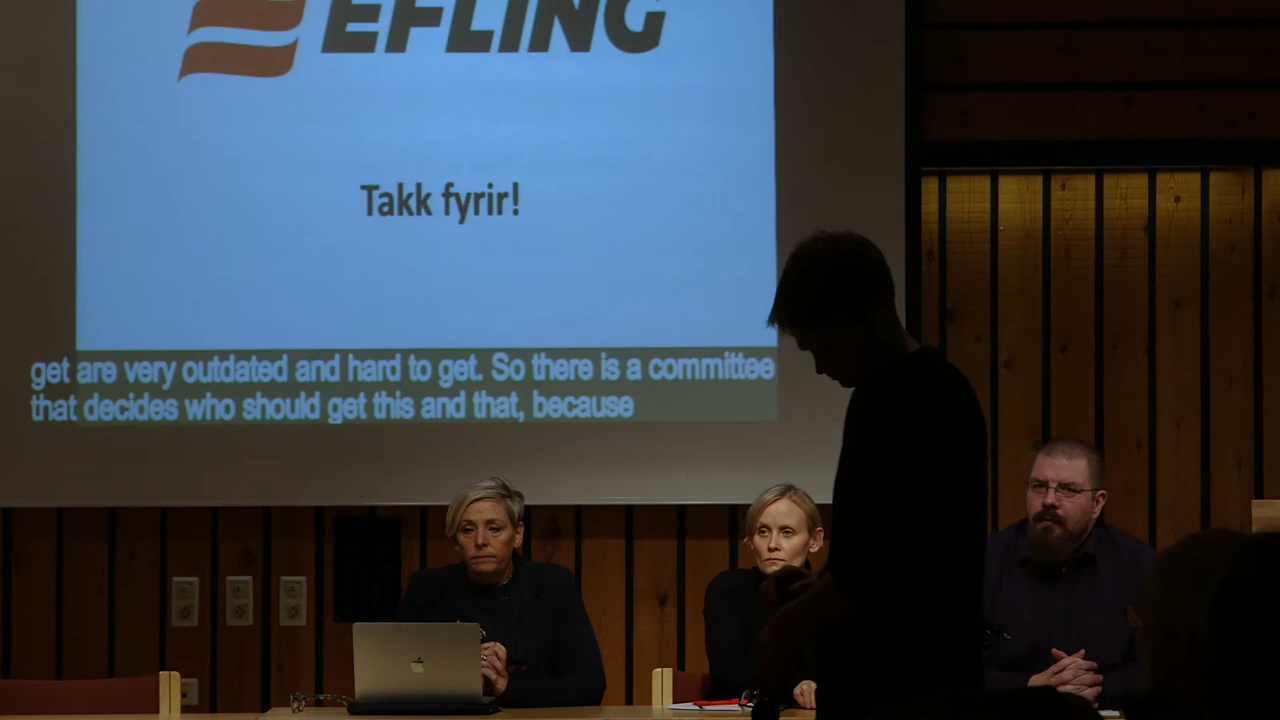 EFLING
Takk fyrir!
get are very outdated and hard to get. So there is a committee
that decides who should get this and that, because